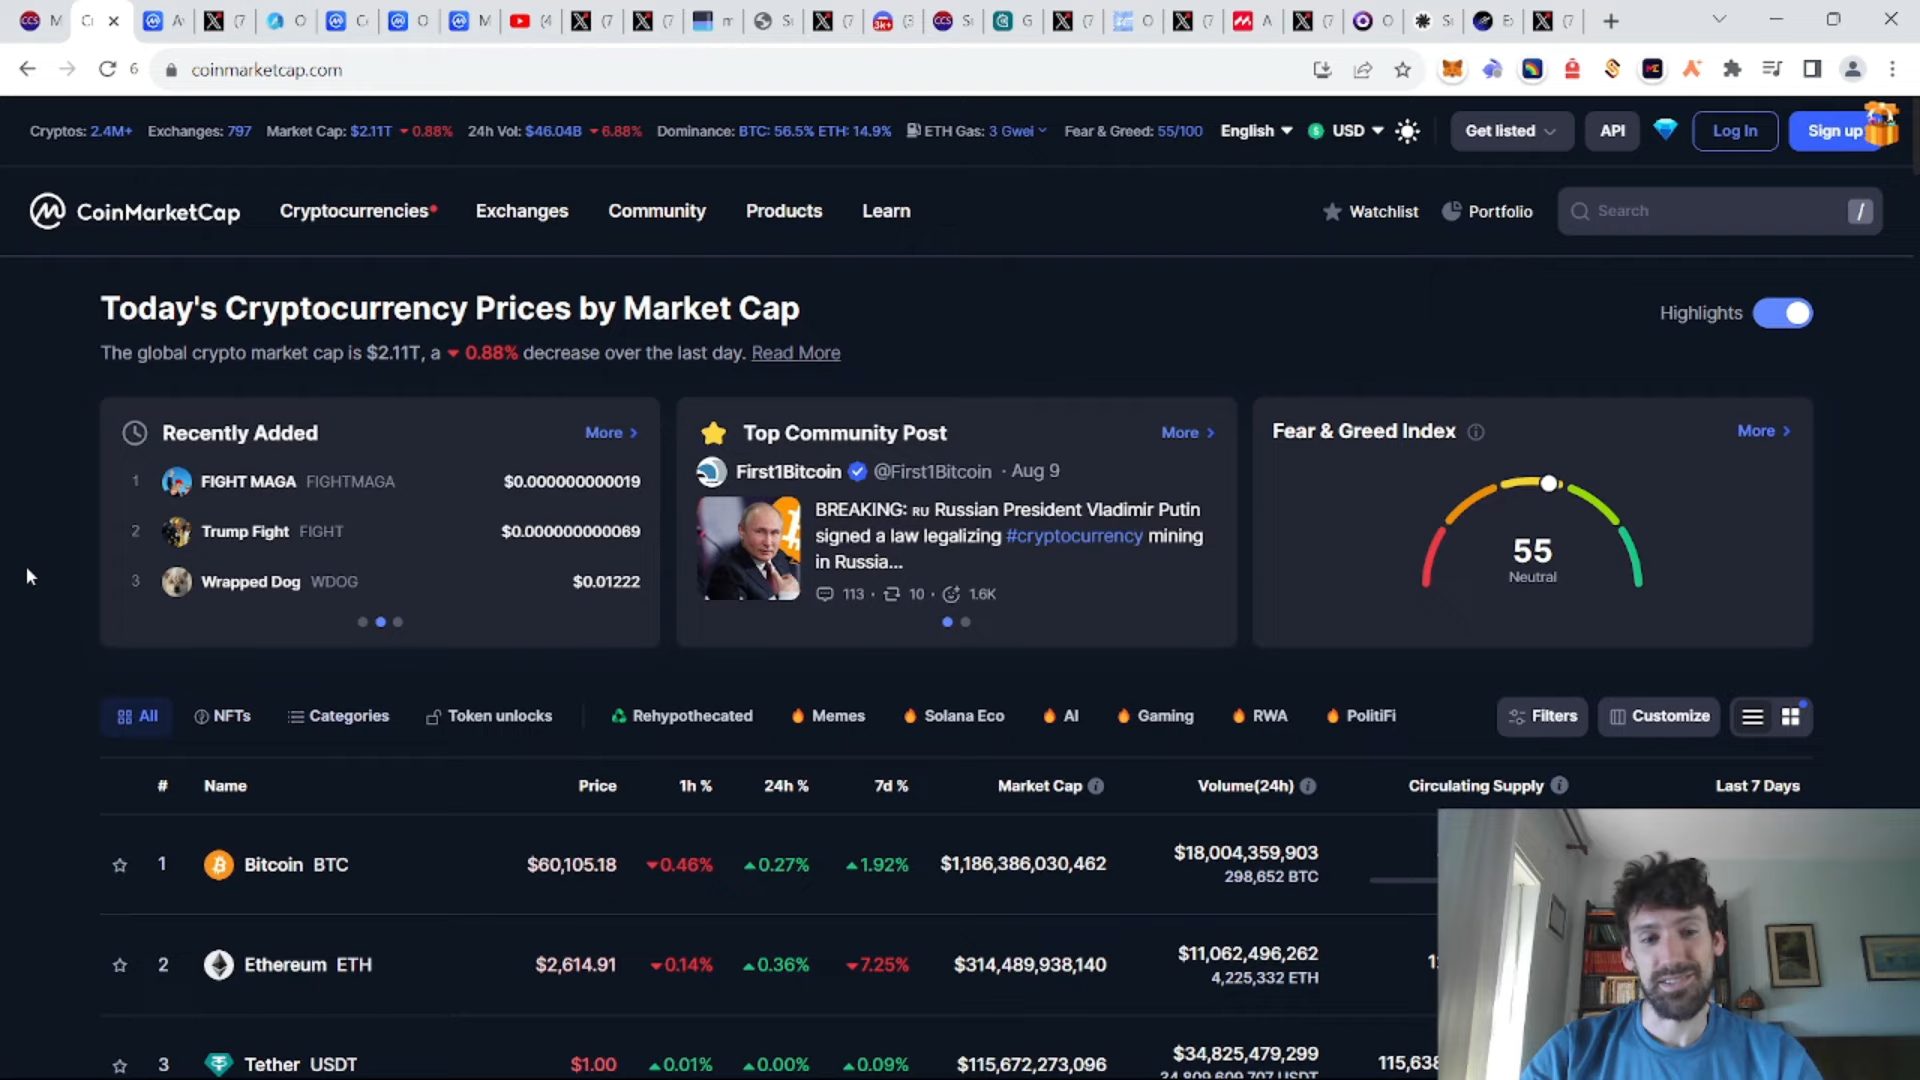 coinmarketcap.com
6
Cryptos: 2.4M+ Exchanges: 797 Market Cap: $2.11T 0.88% 24h Vol: $46.04B 6.88% Dominance: BTC: 56.5% ETH: 14.9% ETH Gas: 3 Gwei Fear & Greed: 55/100 English USD Get listed API Log In Sign up
CoinMarketCap Cryptocurrencies Exchanges Community Products Learn Watchlist Portfolio Search /
Today's Cryptocurrency Prices by Market Cap
Highlights
The global crypto market cap is $2.11T, a 0.88% decrease over the last day. Read More
Recently Added More
1 FIGHT MAGA FIGHTMAGA $0.000000000019
2 Trump Fight FIGHT $0.000000000069
3 Wrapped Dog WDOG $0.01222
Top Community Post More
First1Bitcoin @First1Bitcoin · Aug 9
BREAKING: RU Russian President Vladimir Putin
signed a law legalizing #cryptocurrency mining
in Russia...
113 · 10 · 1.6K
Fear & Greed Index More
55
Neutral
All NFTs Categories Token unlocks Rehypothecated Memes Solana Eco AI Gaming RWA PolitiFi Filters Customize
# Name Price 1h % 24h % 7d % Market Cap Volume(24h) Circulating Supply Last 7 Days
1 Bitcoin BTC $60,105.18 0.46% 0.27% 1.92% $1,186,386,030,462 $18,004,359,903
298,652 BTC
2 Ethereum ETH $2,614.91 0.14% 0.36% 7.25% $314,489,938,140 $11,062,496,262
4,225,332 ETH
3 Tether USDT $1.00 0.01% 0.00% 0.09% $115,672,273,096 $34,825,479,299 115,638
34,809,609,707 USDT